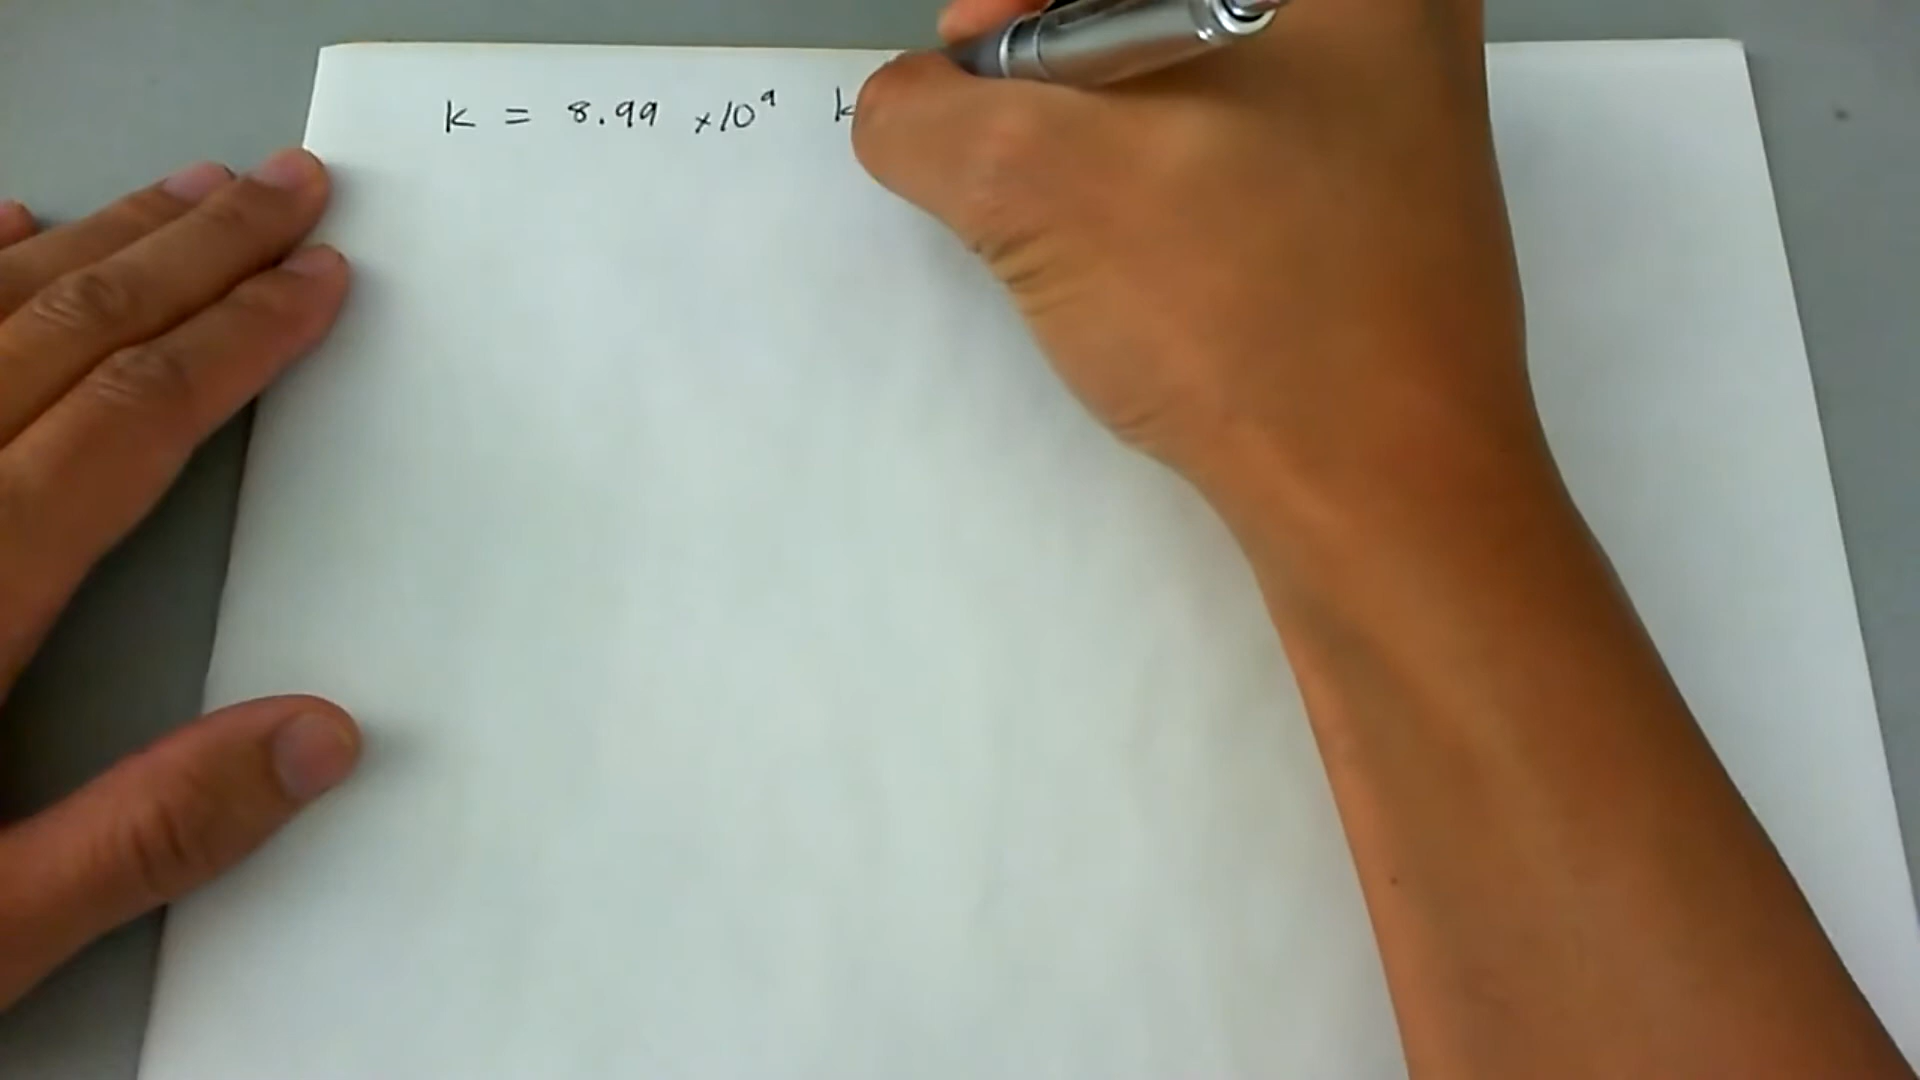 k = 8.99 ×10⁹ k